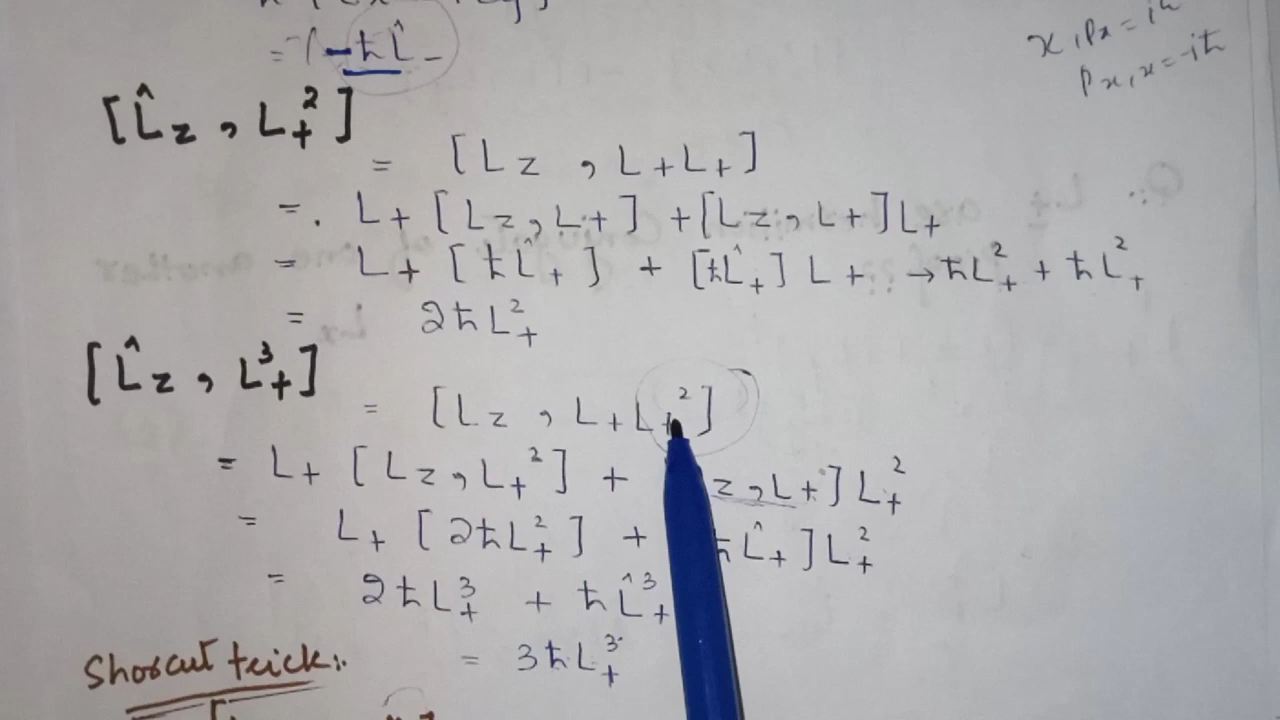 = -ħL̂-
x, Px = iħ
Px, x = -iħ
[L̂z , L+²]
= [Lz , L+L+]
= L+ [Lz, L+] + [Lz, L+] L+
= L+ [ħL̂+] + [ħL̂+] L+ → ħL+² + ħL+²
= 2ħL+²
[L̂z , L+³]
= [Lz , L+L+²]
= L+ [Lz, L+²] + z, L+] L+²
= L+ [2ħL+²] + ħL̂+] L+²
= 2ħL+³ + ħL̂+³
= 3ħL+³
Shorcut trick:.